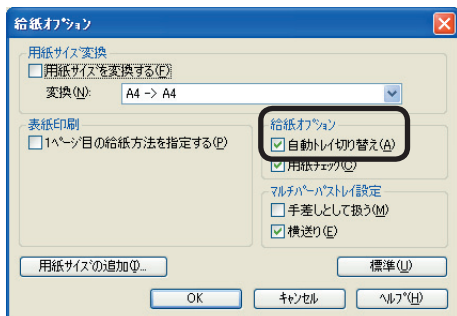 給紙ｵﾌﾟｼｮﾝ
用紙ｻｲｽﾞ変換
用紙ｻｲｽﾞを変換する(F)
変換(N):
A4 -> A4
表紙印刷
1ﾍﾟｰｼﾞ目の給紙方法を指定する(P)
給紙ｵﾌﾟｼｮﾝ
自動ﾄﾚｲ切り替え(A)
用紙ﾁｪｯｸ(C)
ﾏﾙﾁﾊﾟｰﾊﾟｽﾄﾚｲ設定
手差しとして扱う(M)
横送り(E)
用紙ｻｲｽﾞの追加(I)...
標準(U)
OK
ｷｬﾝｾﾙ
ﾍﾙﾌﾟ(H)